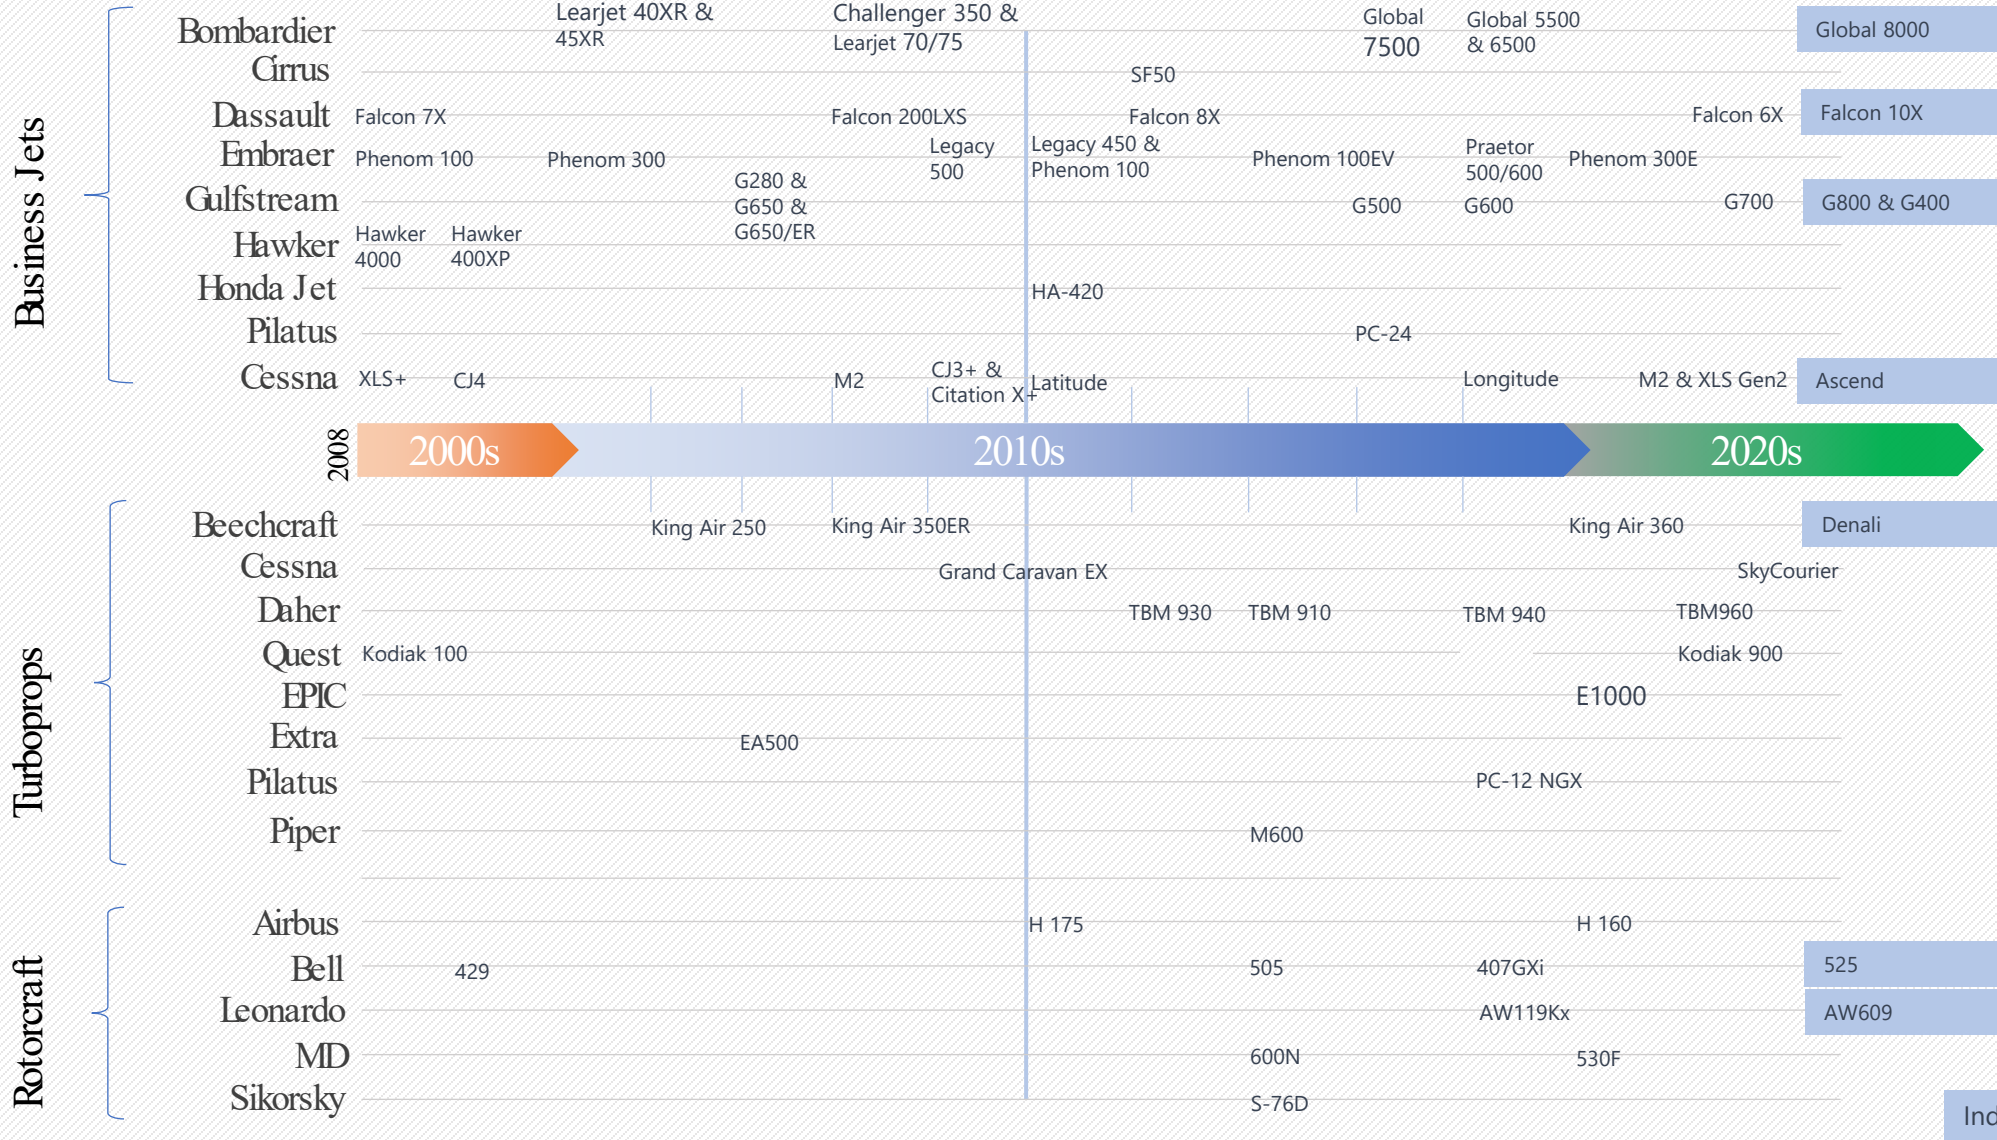 Business Jets
Bombardier
Learjet 40XR &
45XR
Challenger 350 &
Learjet 70/75
Global
7500
Global 5500
& 6500
Global 8000
Cirrus
SF50
Dassault
Falcon 7X
Falcon 200LXS
Falcon 8X
Falcon 6X
Falcon 10X
Embraer
Phenom 100
Phenom 300
Legacy
500
Legacy 450 &
Phenom 100
Phenom 100EV
Praetor
500/600
Phenom 300E
Gulfstream
G280 &
G650 &
G650/ER
G500
G600
G700
G800 & G400
Hawker
Hawker
4000
Hawker
400XP
Honda Jet
HA-420
Pilatus
PC-24
Cessna
XLS+
CJ4
M2
CJ3+ &
Citation X+
Latitude
Longitude
M2 & XLS Gen2
Ascend
2008
2000s
2010s
2020s
Turboprops
Beechcraft
King Air 250
King Air 350ER
King Air 360
Denali
Cessna
Grand Caravan EX
SkyCourier
Daher
TBM 930
TBM 910
TBM 940
TBM960
Quest
Kodiak 100
Kodiak 900
EPIC
E1000
Extra
EA500
Pilatus
PC-12 NGX
Piper
M600
Rotorcraft
Airbus
H 175
H 160
Bell
429
505
407GXi
525
Leonardo
AW119Kx
AW609
MD
600N
530F
Sikorsky
S-76D